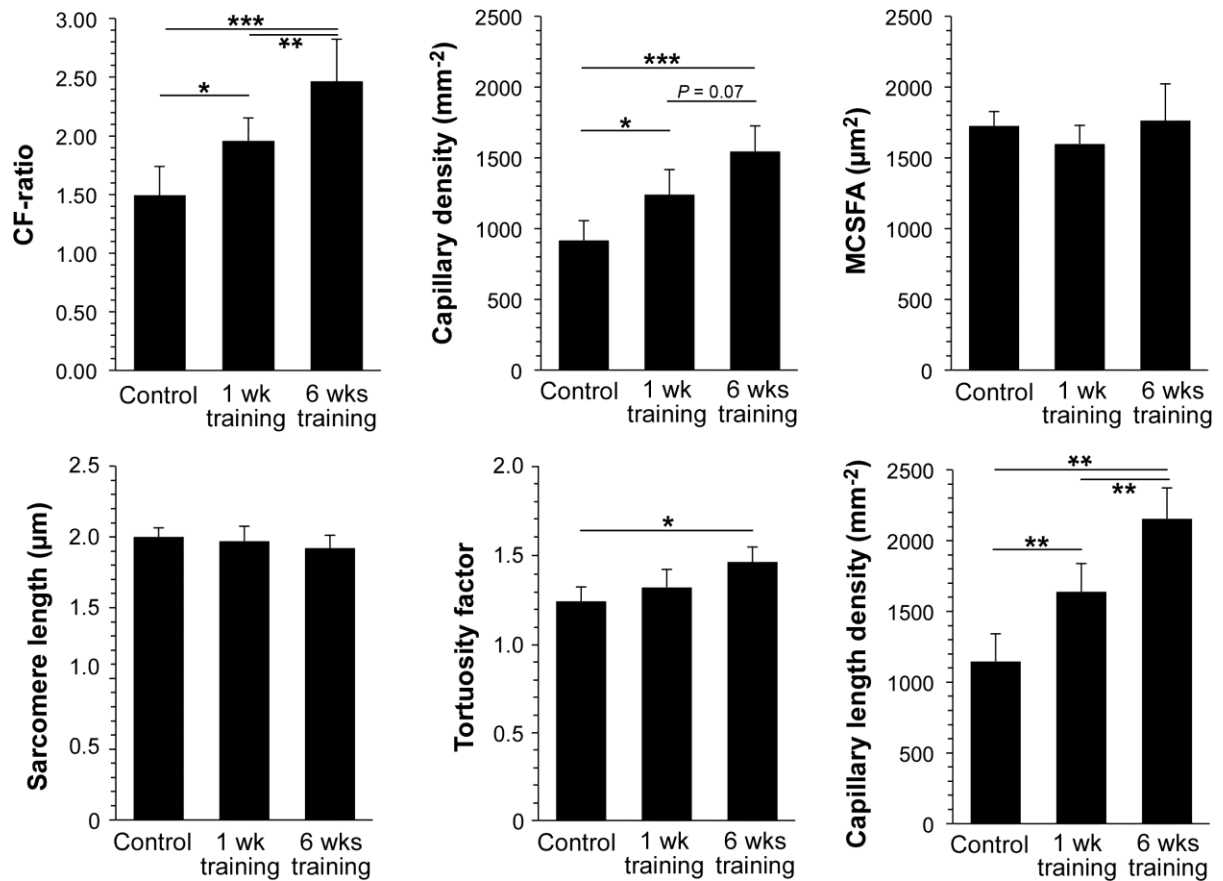 CF-ratio
3.00
2.50
2.00
1.50
1.00
0.50
0.00
***
**
*
Control
1 wk
training
6 wks
training
Capillary density (mm-2)
2500
2000
1500
1000
500
0
***
P = 0.07
*
Control
1 wk
training
6 wks
training
MCSFA (µm2)
2500
2000
1500
1000
500
0
Control
1 wk
training
6 wks
training
Sarcomere length (µm)
2.5
2.0
1.5
1.0
0.5
0
Control
1 wk
training
6 wks
training
Tortuosity factor
2.0
1.5
1.0
0.5
0.0
*
Control
1 wk
training
6 wks
training
Capillary length density (mm-2)
2500
2000
1500
1000
500
0
**
**
**
Control
1 wk
training
6 wks
training